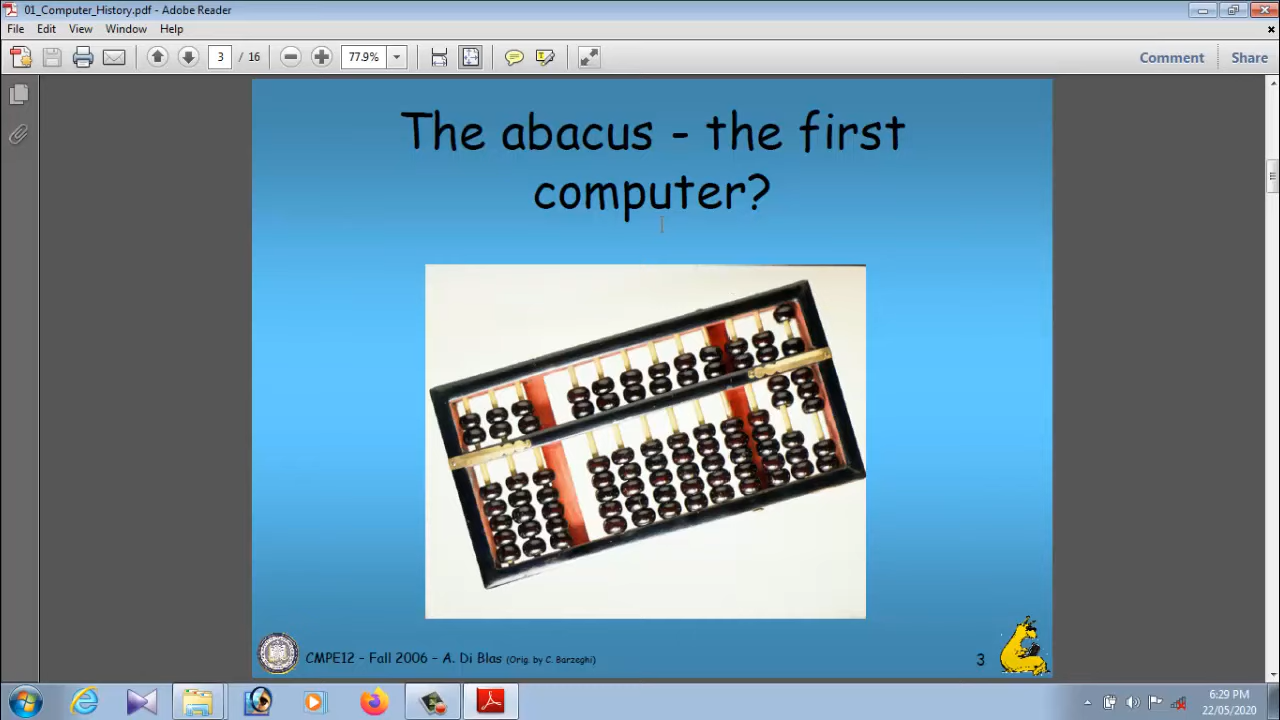 01_Computer_History.pdf - Adobe Reader
File Edit View Window Help
3 / 16 77.9% Comment Share
The abacus - the first
computer?
CMPE12 - Fall 2006 - A. Di Blas (Orig. by C. Barzeghi) 3
6:29 PM
22/05/2020